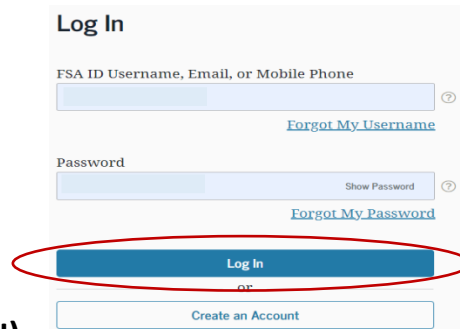 Log In
FSA ID Username, Email, or Mobile Phone
Forgot My Username
Password
Show Password
Forgot My Password
Log In
or
Create an Account